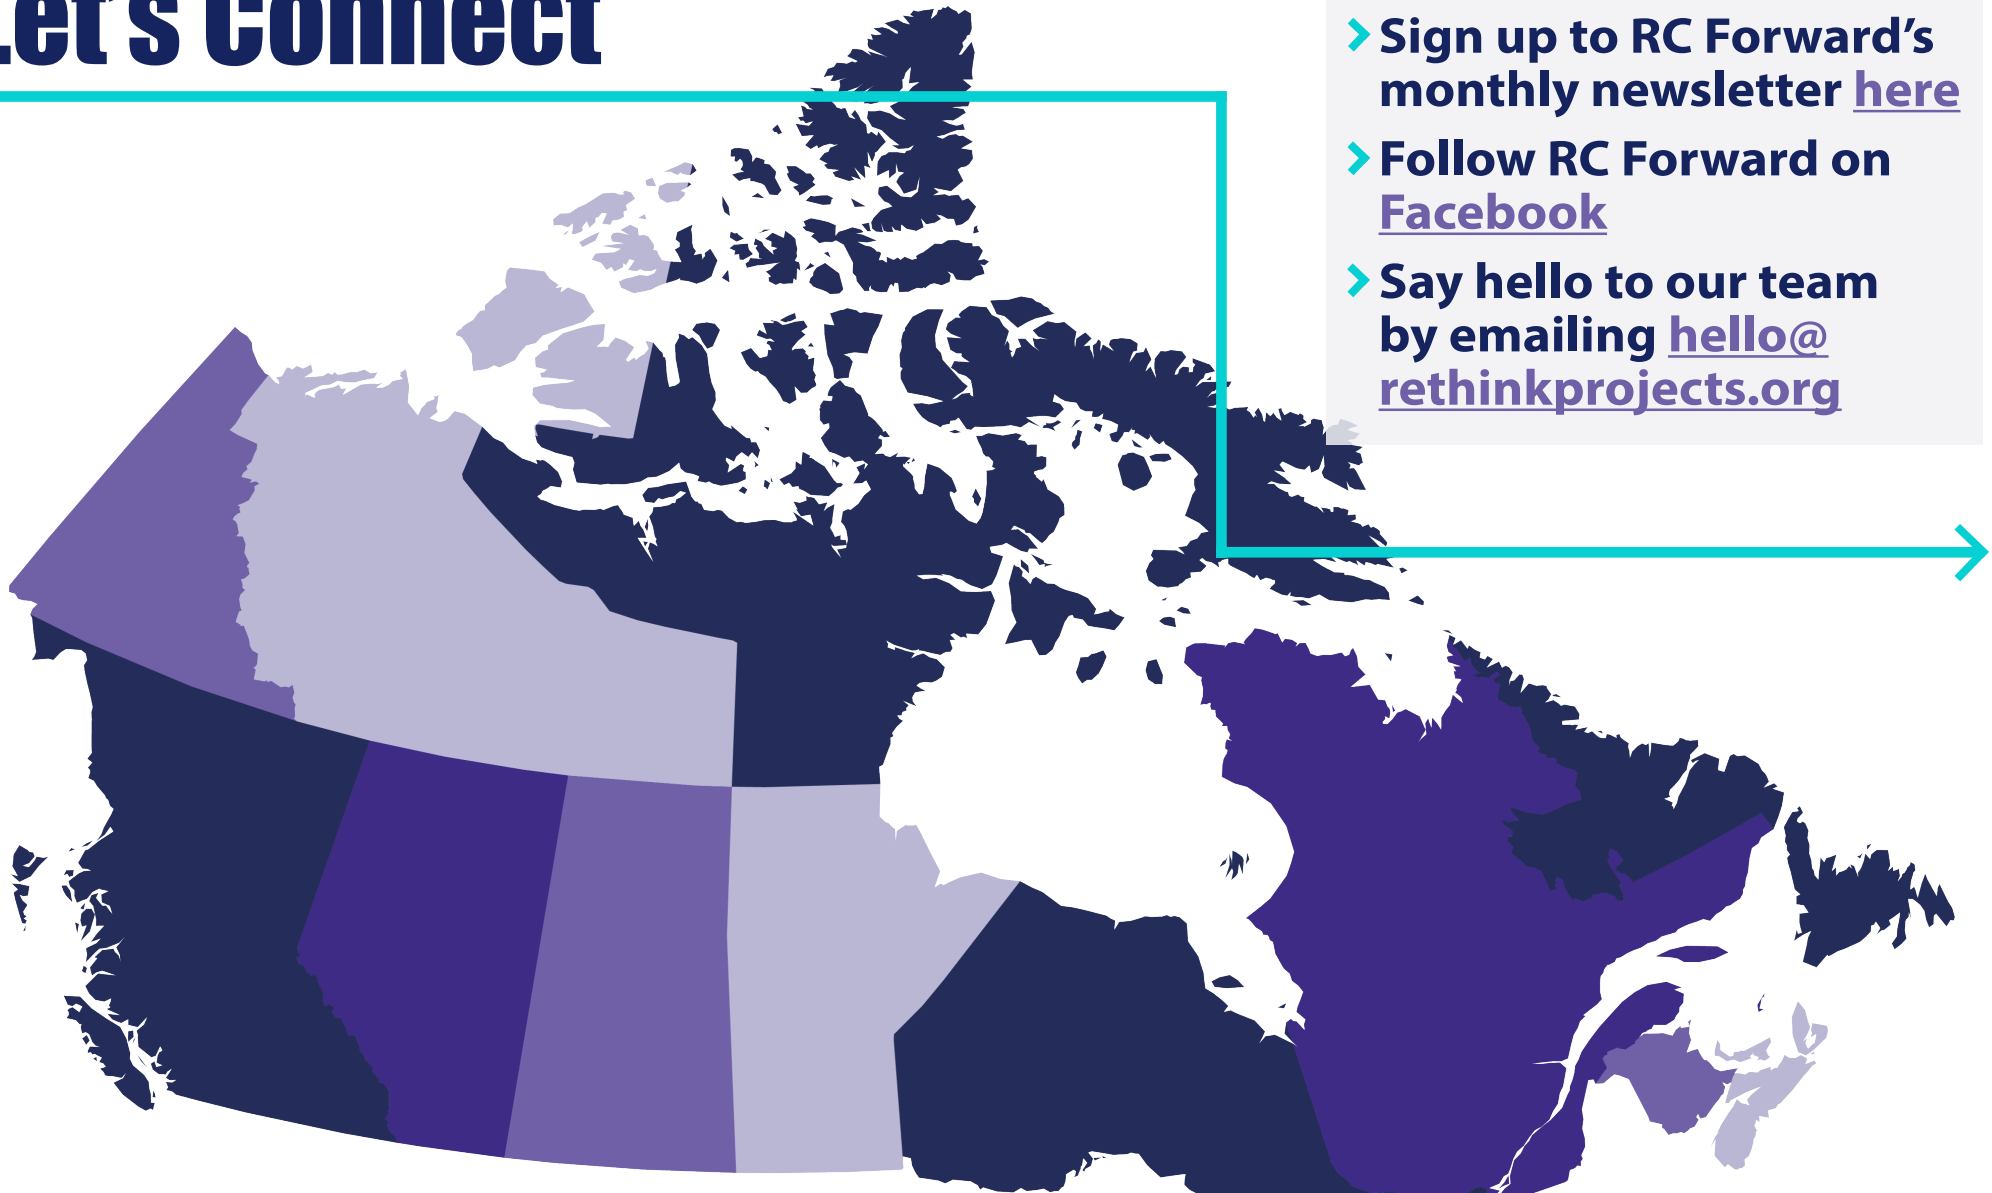 Let's Connect
Sign up to RC Forward’s
monthly newsletter here
Follow RC Forward on
Facebook
Say hello to our team
by emailing hello@
rethinkprojects.org